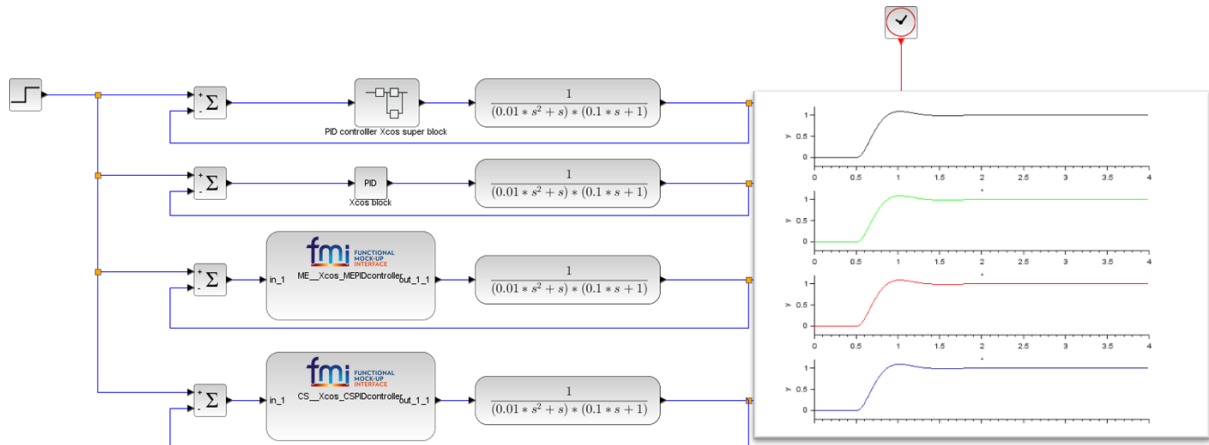 PID controlller Xcos super block
1
(0.01 * s² + s) * (0.1 * s + 1)
+
-
Σ
PID
Xcos block
1
(0.01 * s² + s) * (0.1 * s + 1)
+
-
Σ
fmi FUNCTIONAL
MOCK-UP
INTERFACE
ME__Xcos_MEPIDcontroller
in_1
out_1_1
1
(0.01 * s² + s) * (0.1 * s + 1)
+
-
Σ
fmi FUNCTIONAL
MOCK-UP
INTERFACE
CS__Xcos_CSPIDcontroller
in_1
out_1_1
1
(0.01 * s² + s) * (0.1 * s + 1)
+
-
Σ
1
y 0.5
0
0 0.5 1 1.5 2 2.5 3 3.5 4
1
y 0.5
0
0 0.5 1 1.5 2 2.5 3 3.5 4
1
y 0.5
0
0 0.5 1 1.5 2 2.5 3 3.5 4
1
y 0.5
0
0 0.5 1 1.5 2 2.5 3 3.5 4